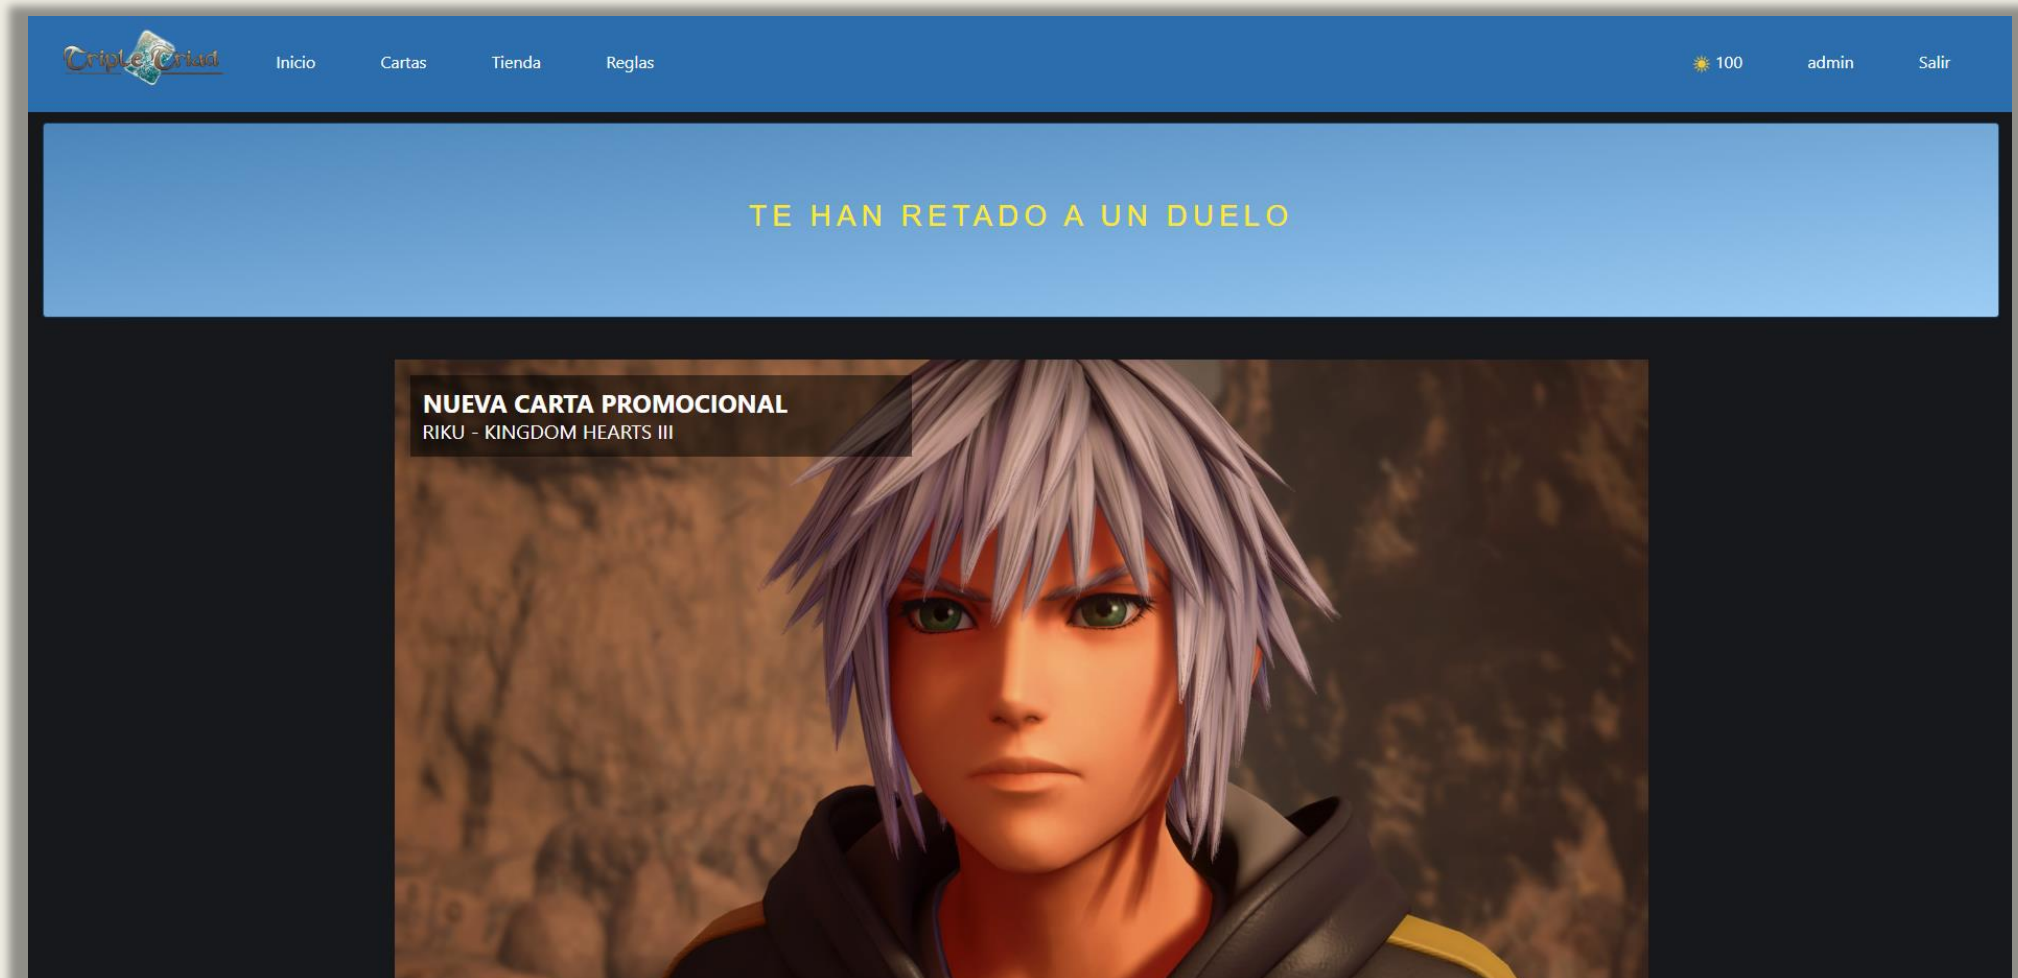 Triple Triad
Inicio
Cartas
Tienda
Reglas
100
admin
Salir
TE HAN RETADO A UN DUELO
NUEVA CARTA PROMOCIONAL
RIKU - KINGDOM HEARTS III